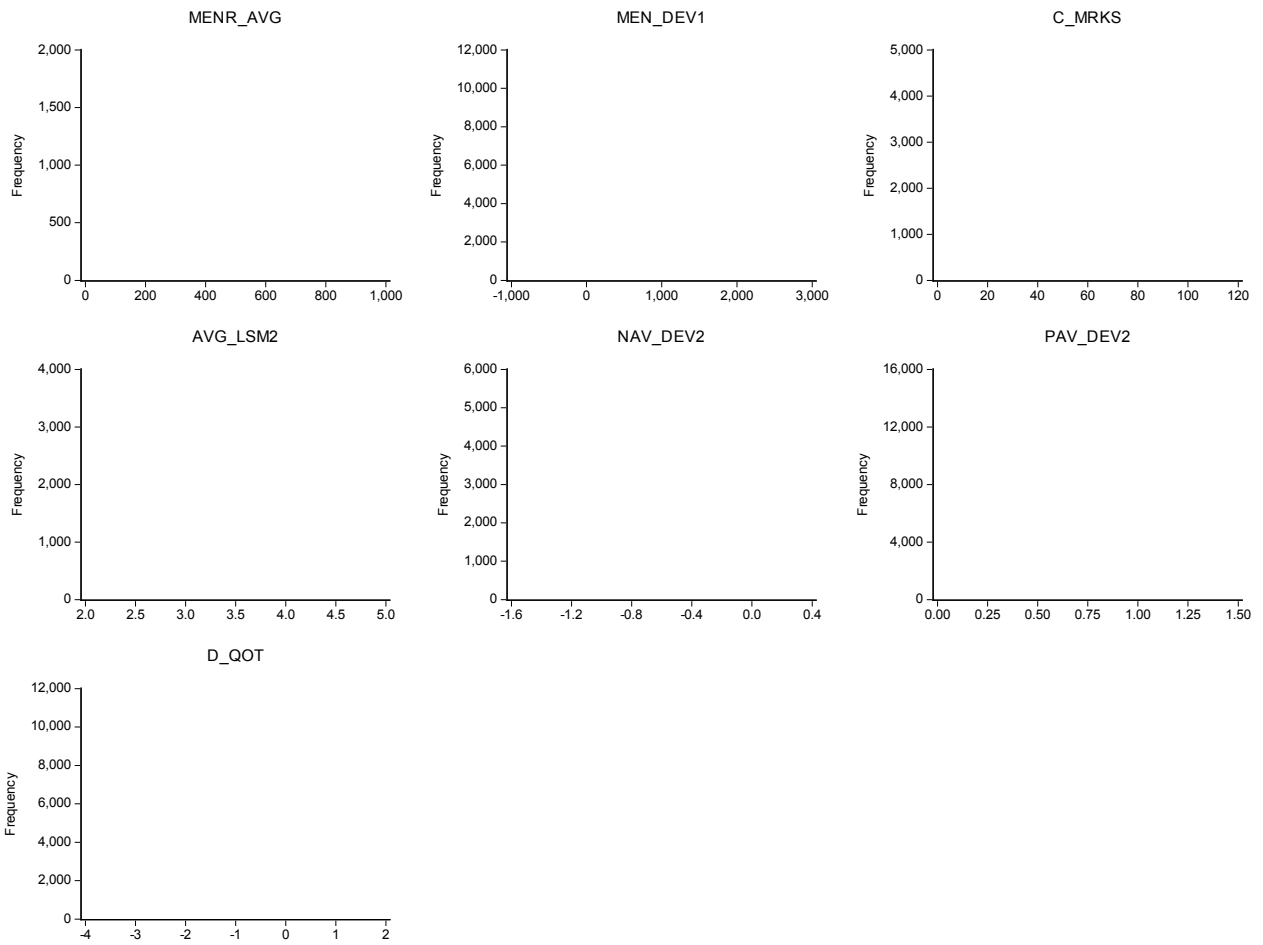 MENR_AVG
2,000
1,500
1,000
500
0
Frequency
0 200 400 600 800 1,000
MEN_DEV1
12,000
10,000
8,000
6,000
4,000
2,000
0
Frequency
-1,000 0 1,000 2,000 3,000
C_MRKS
5,000
4,000
3,000
2,000
1,000
0
Frequency
0 20 40 60 80 100 120
AVG_LSM2
4,000
3,000
2,000
1,000
0
Frequency
2.0 2.5 3.0 3.5 4.0 4.5 5.0
NAV_DEV2
6,000
5,000
4,000
3,000
2,000
1,000
0
Frequency
-1.6 -1.2 -0.8 -0.4 0.0 0.4
PAV_DEV2
16,000
12,000
8,000
4,000
0
Frequency
0.00 0.25 0.50 0.75 1.00 1.25 1.50
D_QOT
12,000
10,000
8,000
6,000
4,000
2,000
0
Frequency
-4 -3 -2 -1 0 1 2